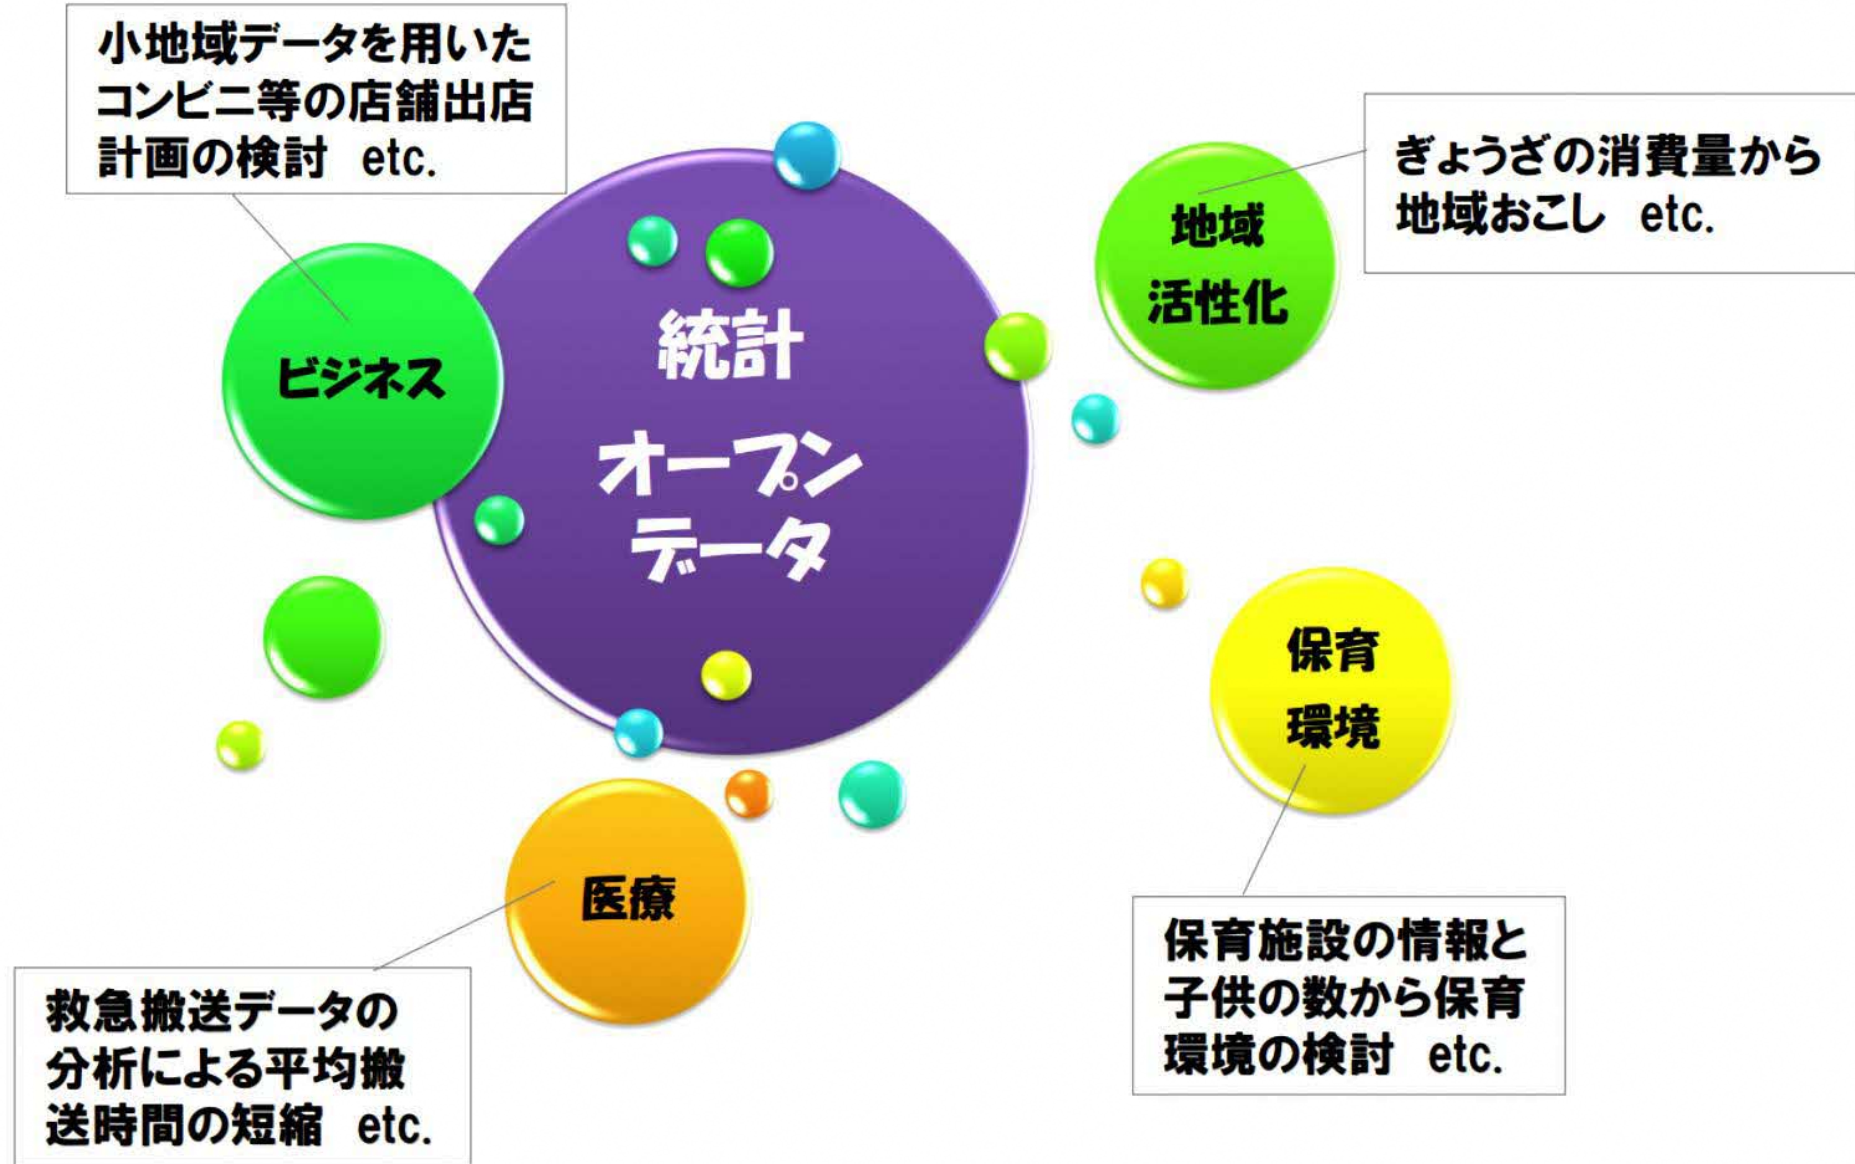 小地域データを用いた
コンビニ等の店舗出店
計画の検討 etc.
ぎょうざの消費量から
地域おこし etc.
地域
活性化
統計
オープン
データ
ビジネス
保育
環境
医療
保育施設の情報と
子供の数から保育
環境の検討 etc.
救急搬送データの
分析による平均搬
送時間の短縮 etc.